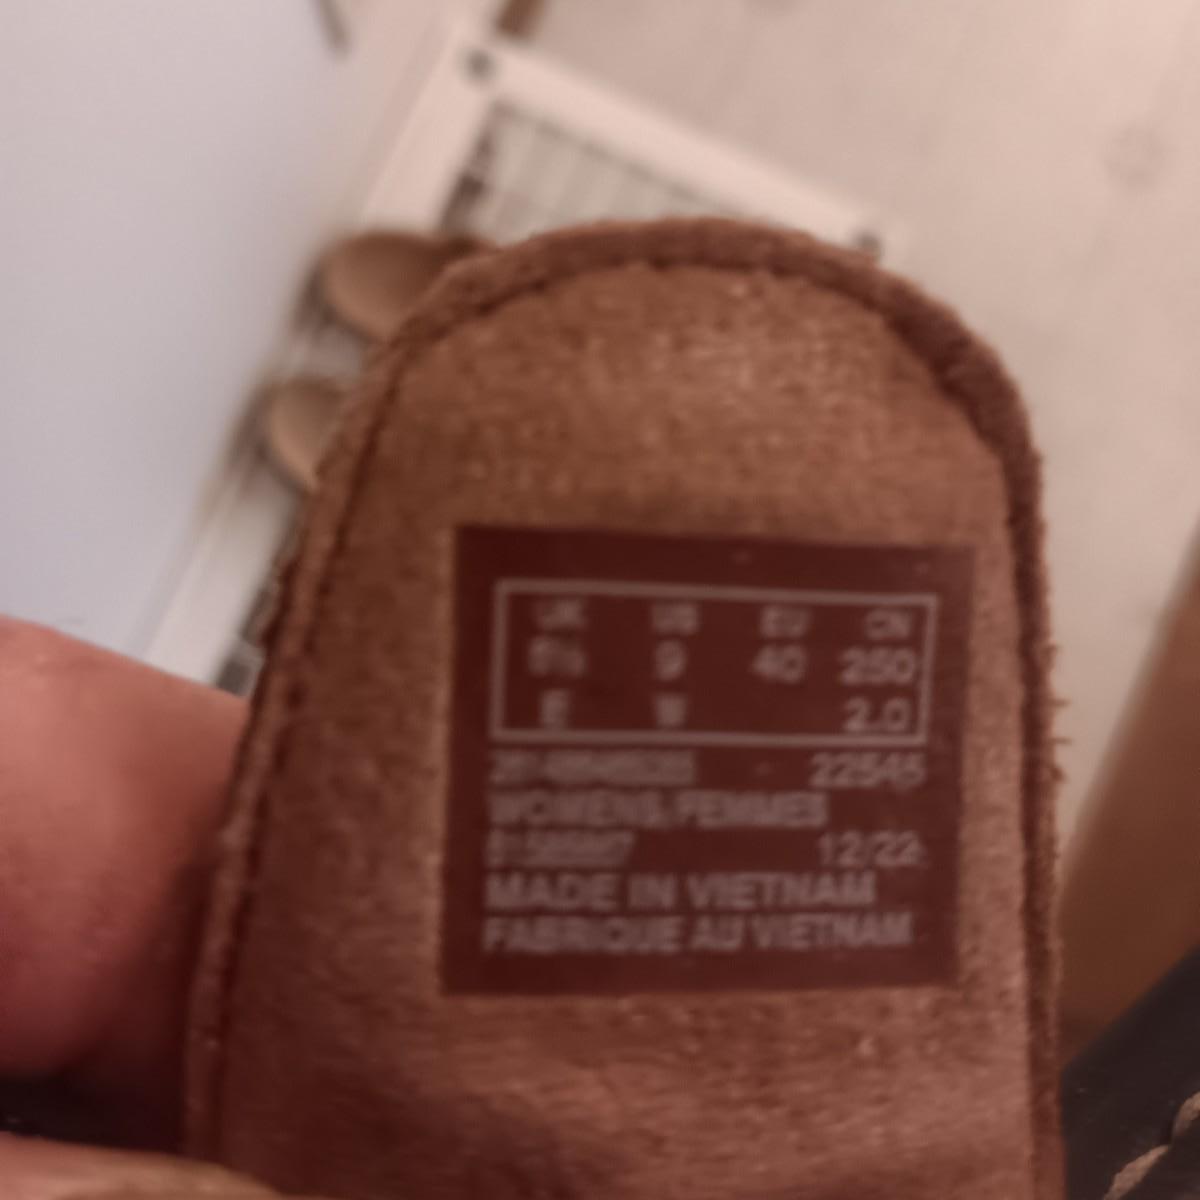 UK US EU CN
9 40 250
E W 2.0
22545
WOMENS/FEMMES
12/22
MADE IN VIETNAM
FABRIQUE AU VIETNAM